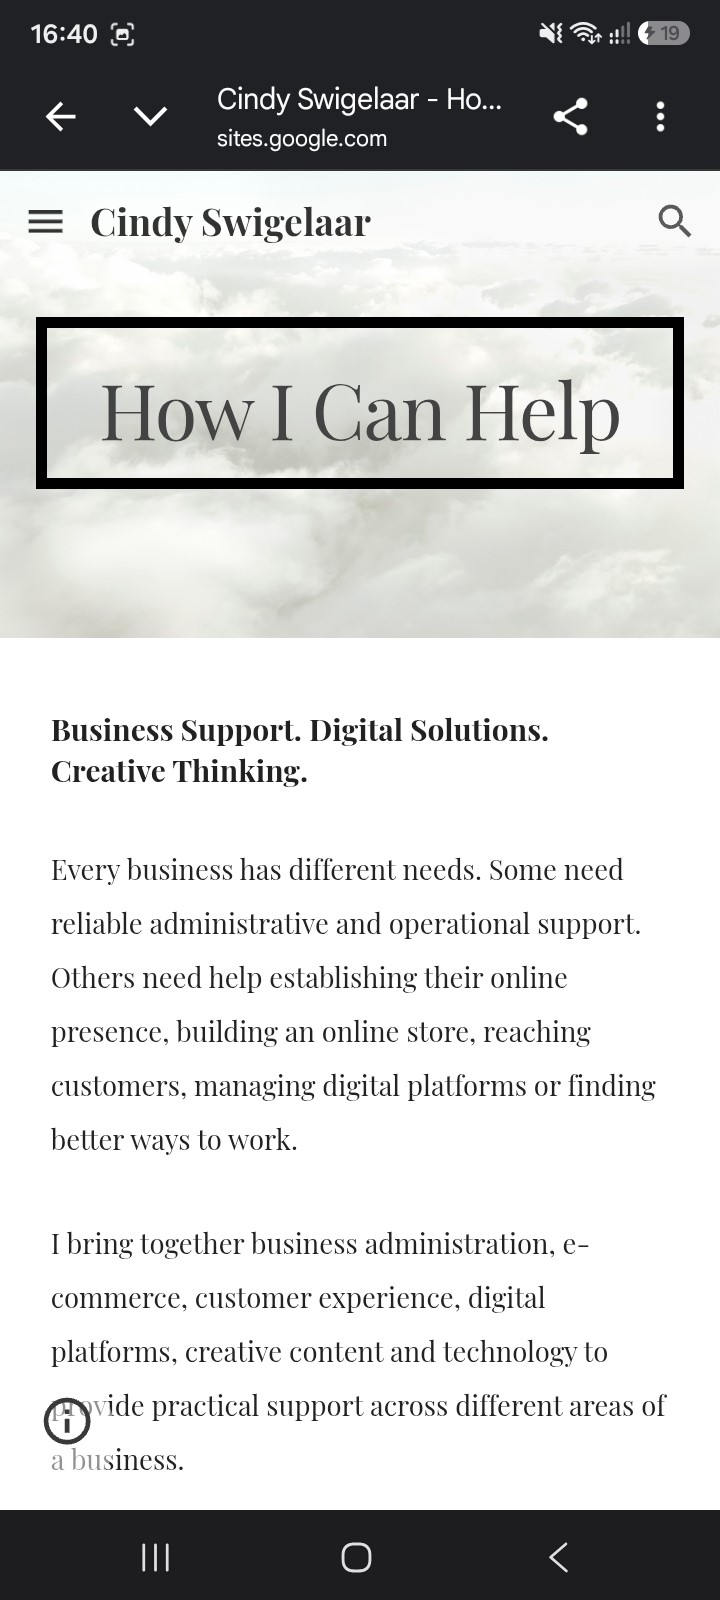 16:40
19
Cindy Swigelaar - Ho...
sites.google.com
Cindy Swigelaar
How I Can Help
Business Support. Digital Solutions.
Creative Thinking.
Every business has different needs. Some need
reliable administrative and operational support.
Others need help establishing their online
presence, building an online store, reaching
customers, managing digital platforms or finding
better ways to work.
I bring together business administration, e-
commerce, customer experience, digital
platforms, creative content and technology to
provide practical support across different areas of
a business.